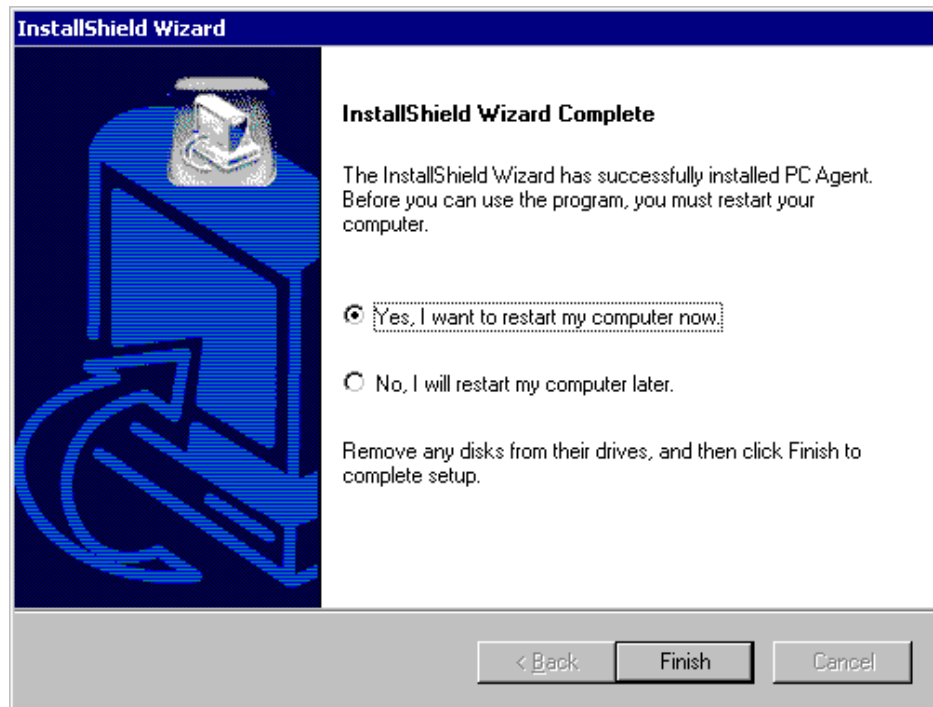 InstallShield Wizard
InstallShield Wizard Complete
The InstallShield Wizard has successfully installed PC Agent.
Before you can use the program, you must restart your
computer.
Yes, I want to restart my computer now.
No, I will restart my computer later.
Remove any disks from their drives, and then click Finish to
complete setup.
< Back
Finish
Cancel